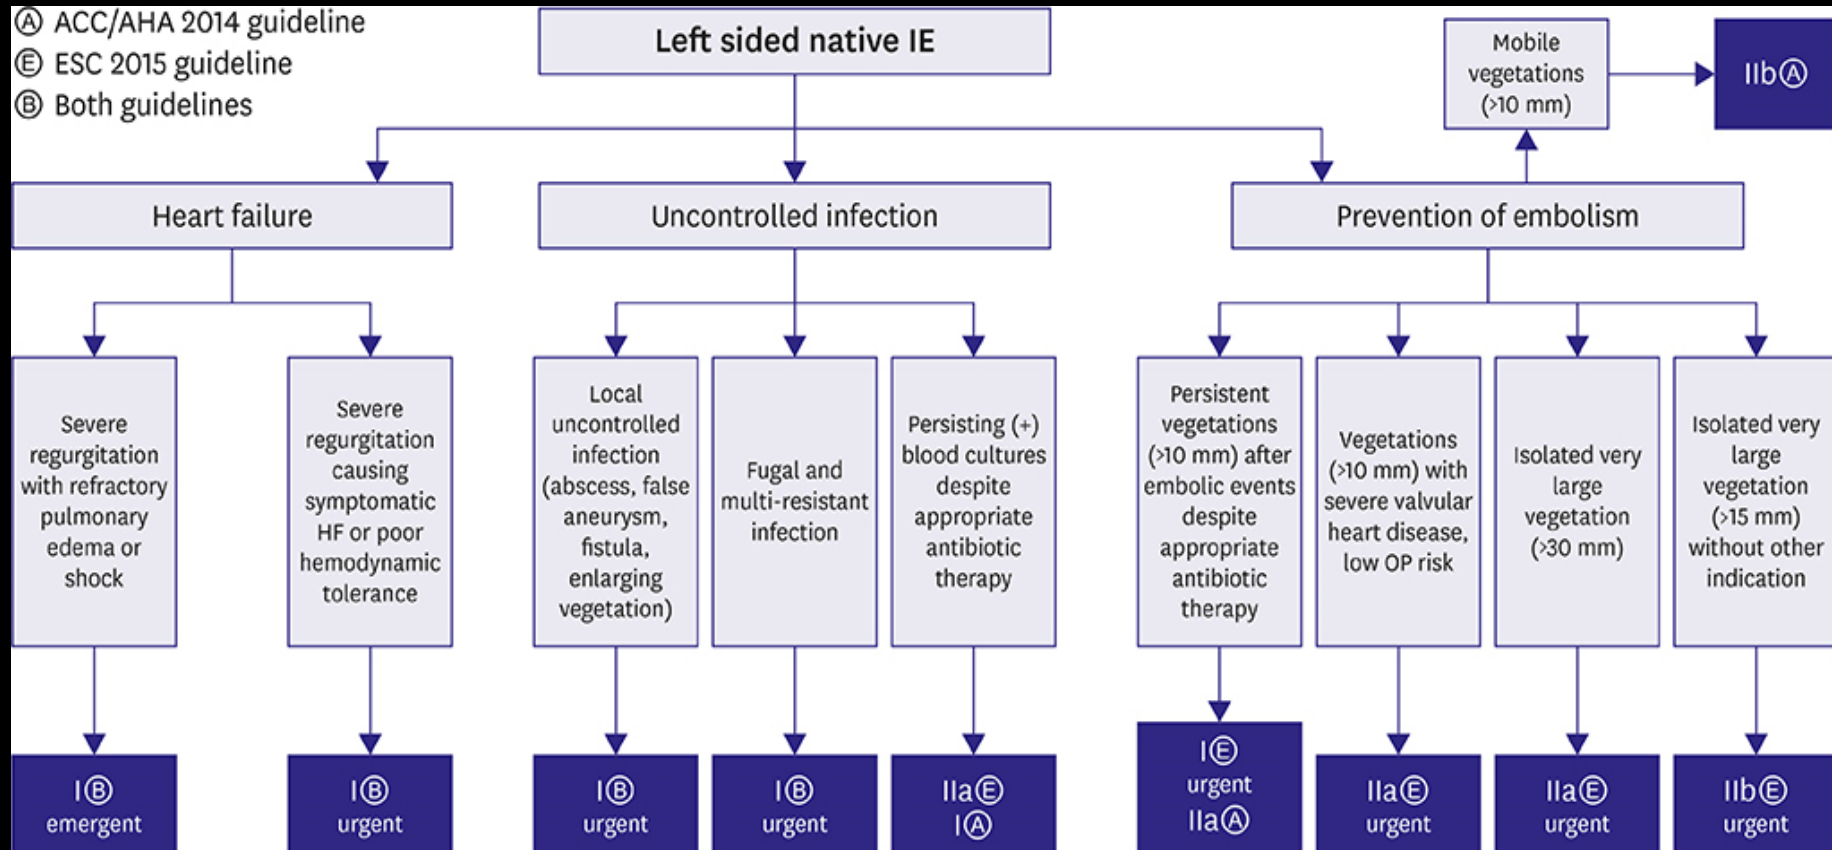 Ⓐ ACC/AHA 2014 guideline
Ⓔ ESC 2015 guideline
Ⓑ Both guidelines
Left sided native IE
Mobile
vegetations
(>10 mm)
IIbⒶ
Heart failure
Uncontrolled infection
Prevention of embolism
Severe
regurgitation
with refractory
pulmonary
edema or
shock
Severe
regurgitation
causing
symptomatic
HF or poor
hemodynamic
tolerance
Local
uncontrolled
infection
(abscess, false
aneurysm,
fistula,
enlarging
vegetation)
Fugal and
multi-resistant
infection
Persisting (+)
blood cultures
despite
appropriate
antibiotic
therapy
Persistent
vegetations
(>10 mm) after
embolic events
despite
appropriate
antibiotic
therapy
Vegetations
(>10 mm) with
severe valvular
heart disease,
low OP risk
Isolated very
large
vegetation
(>30 mm)
Isolated very
large
vegetation
(>15 mm)
without other
indication
IⒷ
emergent
IⒷ
urgent
IⒷ
urgent
IⒷ
urgent
IIaⒺ
IⒶ
IⒺ
urgent
IIaⒶ
IIaⒺ
urgent
IIaⒺ
urgent
IIbⒺ
urgent